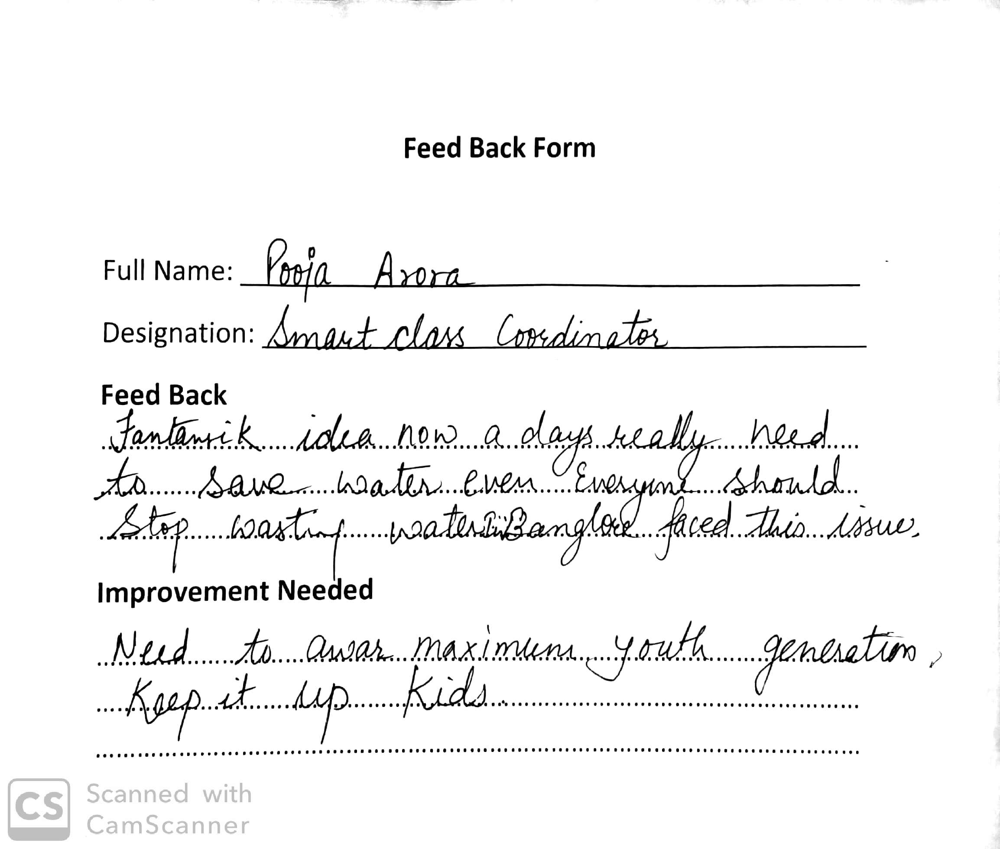 Feed Back Form
Full Name: Pooja Arora
Designation: Smart class Coordinator
Feed Back
Fantansik idea now a days really need
to save water even Everyone should
Stop wasting water Banglore faced this issue.
Improvement Needed
Need to awar maximum youth generation,
Keep it up Kids
CS Scanned with
CamScanner